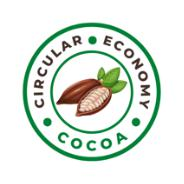 CIRCULAR • ECONOMY
• COCOA •